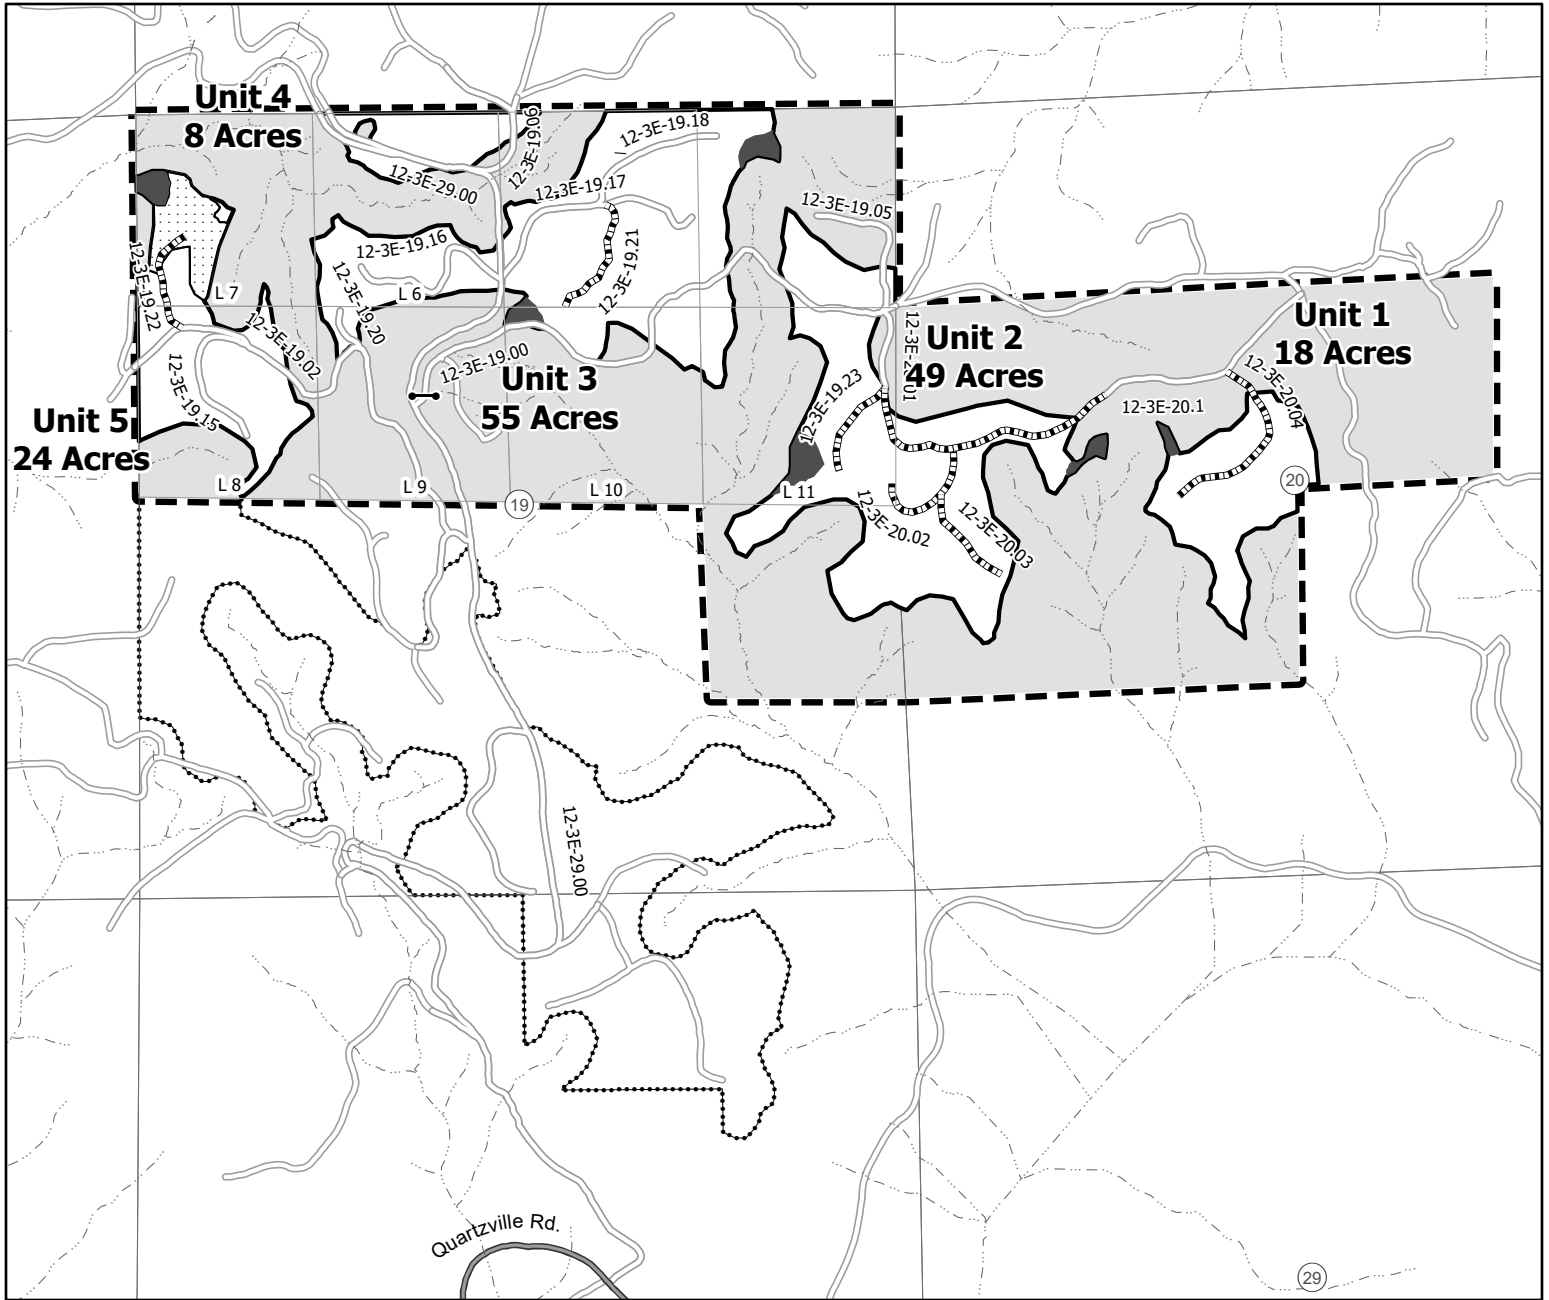 Unit 4
8 Acres
12-3E-19.06
12-3E-19.18
12-3E-29.00
12-3E-19.17
12-3E-19.05
12-3E-19.16
12-3E-19.22
12-3E-19.20
12-3E-19.21
L 7
L 6
12-3E-19.02
12-3E-19.00
12-3E-19.15
Unit 3
55 Acres
12-3E-19.23
Unit 2
49 Acres
Unit 1
18 Acres
12-3E-20.1
12-3E-20.04
Unit 5
24 Acres
L 8
L 9
19
L 10
L 11
20
12-3E-20.02
12-3E-20.03
12-3E-29.00
Quartzville Rd.
29